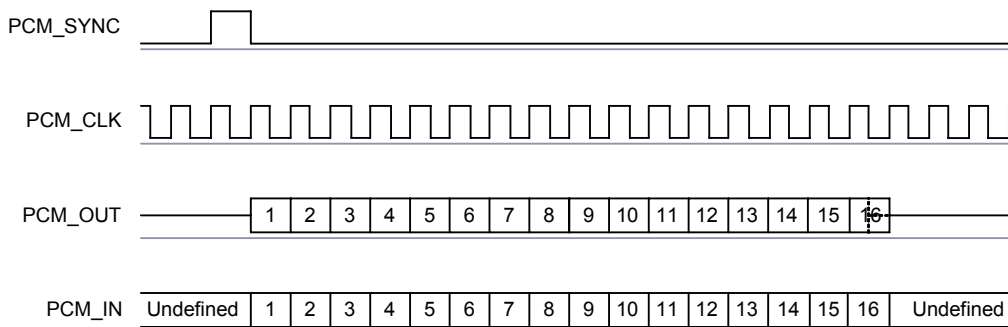 PCM_SYNC
PCM_CLK
PCM_OUT 1 2 3 4 5 6 7 8 9 10 11 12 13 14 15 16
PCM_IN Undefined 1 2 3 4 5 6 7 8 9 10 11 12 13 14 15 16 Undefined